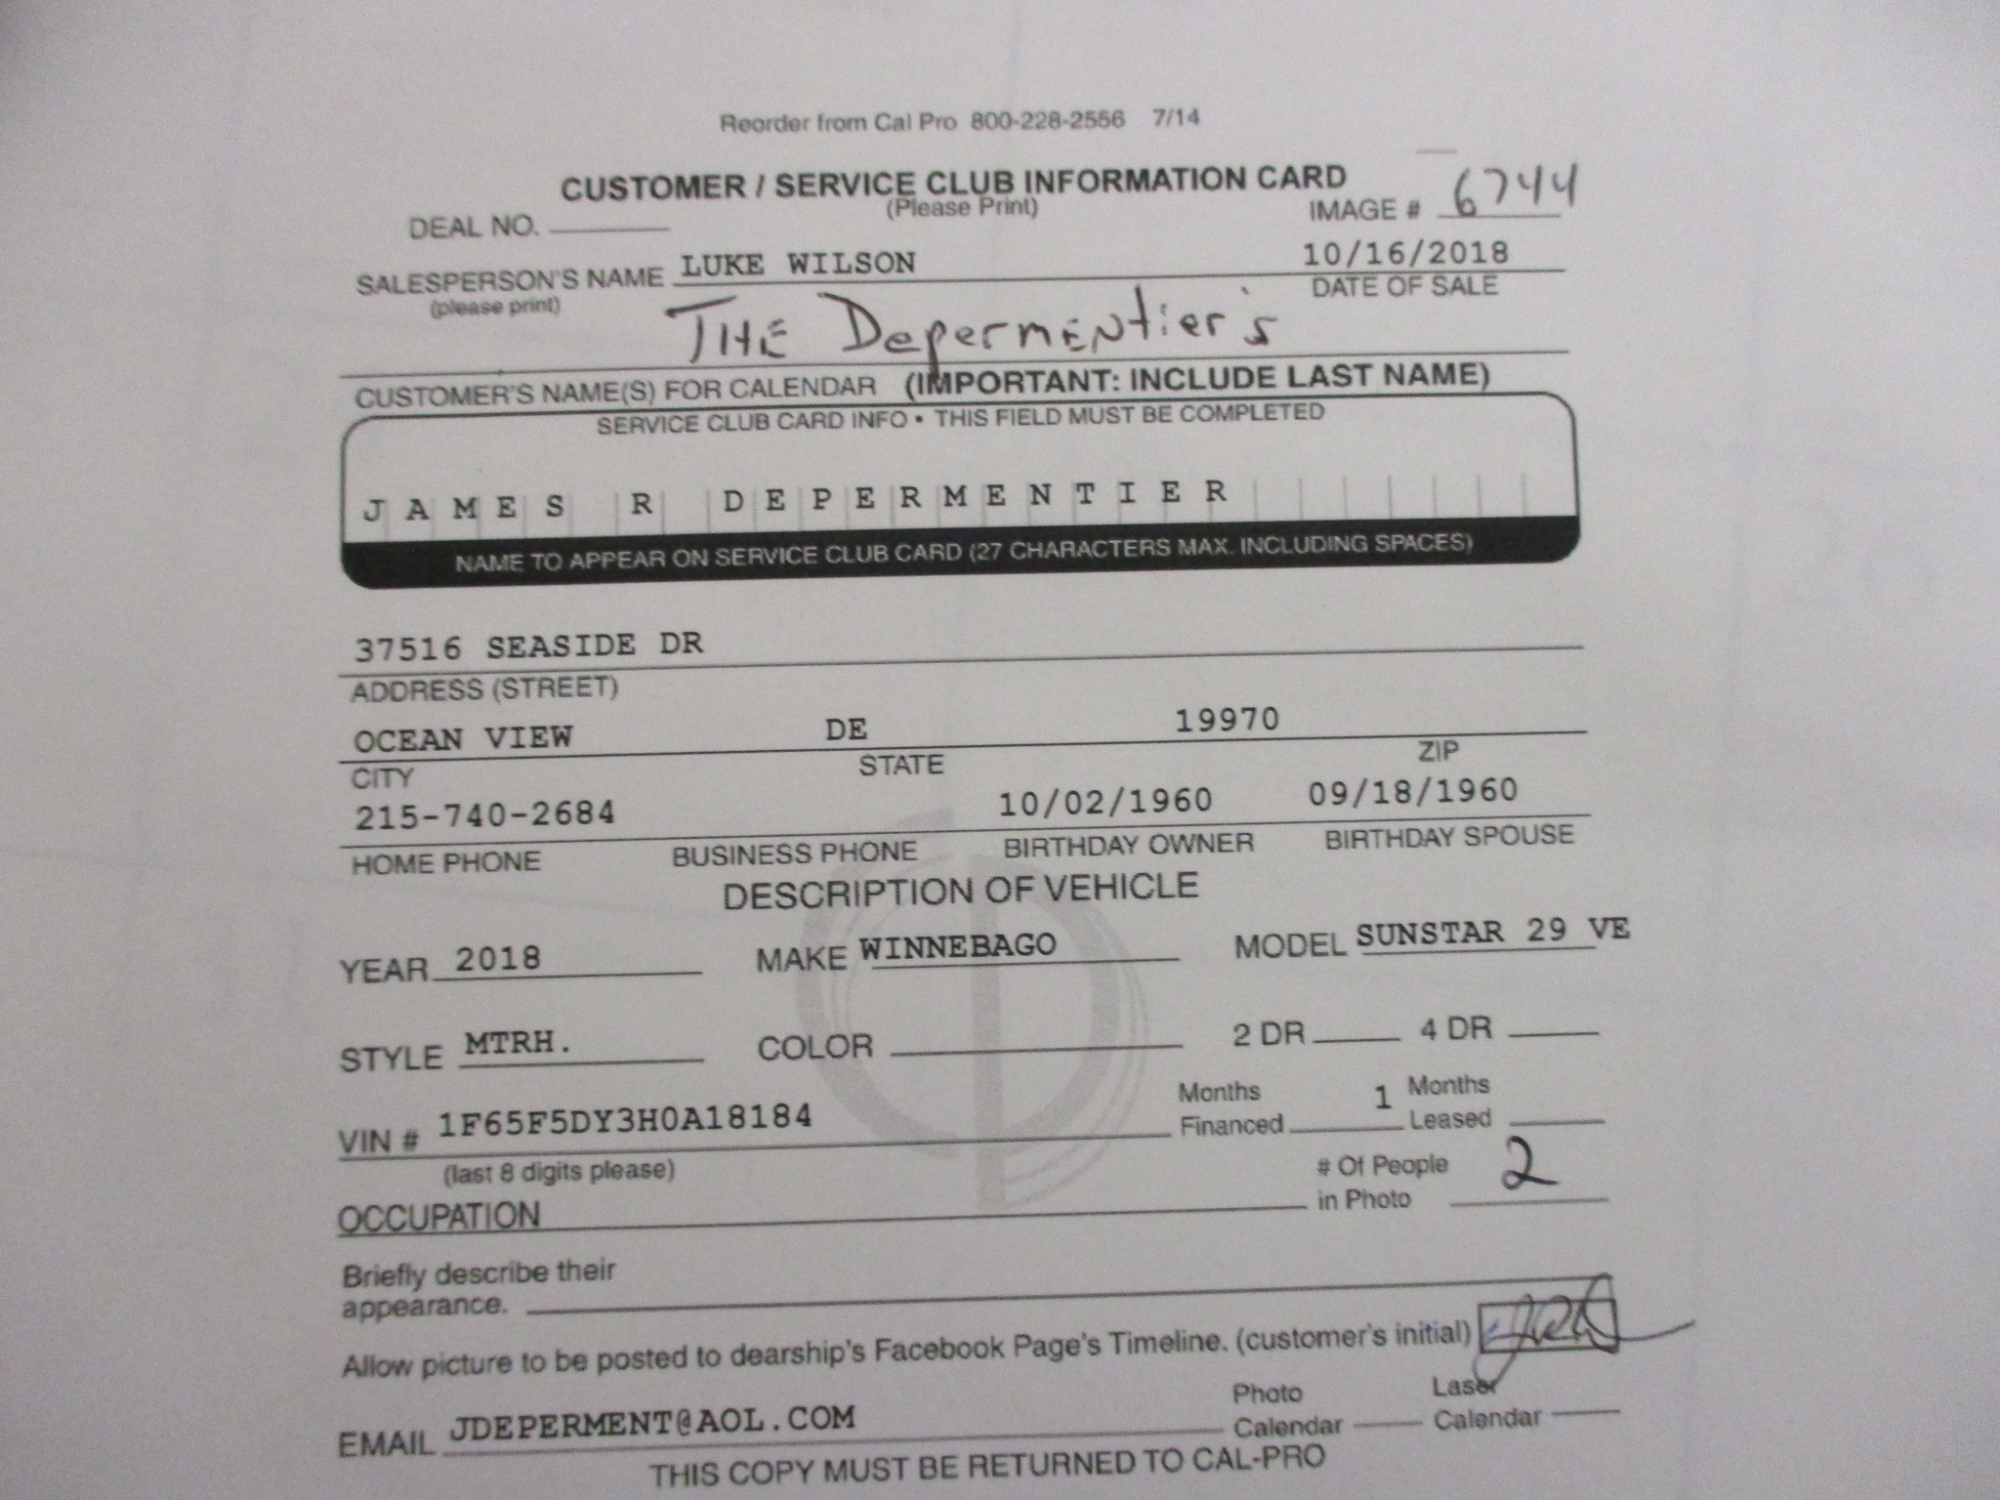 Reorder from Cal Pro 800-228-2556 7/14
CUSTOMER / SERVICE CLUB INFORMATION CARD
(Please Print)
DEAL NO. IMAGE # 6744
SALESPERSON'S NAME LUKE WILSON 10/16/2018
(please print) DATE OF SALE
THE Depermentier's
CUSTOMER'S NAME(S) FOR CALENDAR (IMPORTANT: INCLUDE LAST NAME)
SERVICE CLUB CARD INFO • THIS FIELD MUST BE COMPLETED
JAMES R DEPERMENTIER
NAME TO APPEAR ON SERVICE CLUB CARD (27 CHARACTERS MAX. INCLUDING SPACES)
37516 SEASIDE DR
ADDRESS (STREET)
OCEAN VIEW DE 19970
CITY STATE ZIP
215-740-2684 10/02/1960 09/18/1960
HOME PHONE BUSINESS PHONE BIRTHDAY OWNER BIRTHDAY SPOUSE
DESCRIPTION OF VEHICLE
YEAR 2018 MAKE WINNEBAGO MODEL SUNSTAR 29 VE
STYLE MTRH. COLOR 2 DR 4 DR
VIN # 1F65F5DY3H0A18184 Months Financed 1 Months Leased
(last 8 digits please) # Of People in Photo 2
OCCUPATION
Briefly describe their
appearance.
Allow picture to be posted to dearship's Facebook Page's Timeline. (customer's initial)
EMAIL JDEPERMENT@AOL.COM Photo Calendar Laser Calendar
THIS COPY MUST BE RETURNED TO CAL-PRO